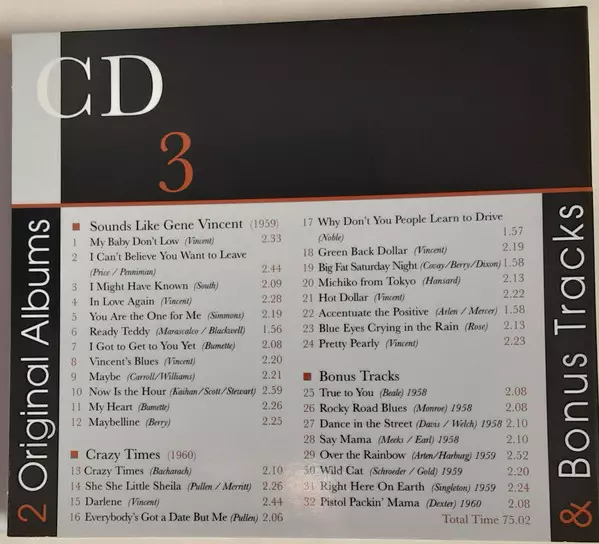 CD
3
2 Original Albums
Sounds Like Gene Vincent (1959)
1 My Baby Don't Low (Vincent) 2.33
2 I Can't Believe You Want to Leave
(Price / Penniman) 2.44
3 I Might Have Known (South) 2.09
4 In Love Again (Vincent) 2.28
5 You Are the One for Me (Simmons) 2.19
6 Ready Teddy (Marascalco / Blackwell) 1.56
7 I Got to Get to You Yet (Burnette) 2.08
8 Vincent's Blues (Vincent) 2.20
9 Maybe (Carroll/Williams) 2.21
10 Now Is the Hour (Kaihan/Scott/Stewart) 2.59
11 My Heart (Burnette) 2.26
12 Maybelline (Berry) 2.25
Crazy Times (1960)
13 Crazy Times (Bacharach) 2.10
14 She She Little Sheila (Pullen / Merritt) 2.26
15 Darlene (Vincent) 2.44
16 Everybody's Got a Date But Me (Pullen) 2.06
17 Why Don't You People Learn to Drive
(Noble) 1.57
18 Green Back Dollar (Vincent) 2.19
19 Big Fat Saturday Night (Covay/Berry/Dixon) 1.58
20 Michiko from Tokyo (Hansard) 2.13
21 Hot Dollar (Vincent) 2.22
22 Accentuate the Positive (Arlen / Mercer) 1.58
23 Blue Eyes Crying in the Rain (Rose) 2.13
24 Pretty Pearly (Vincent) 2.23
Bonus Tracks
25 True to You (Beale) 1958 2.08
26 Rocky Road Blues (Monroe) 1958 2.08
27 Dance in the Street (Davis / Welch) 1958 2.10
28 Say Mama (Meeks / Earl) 1958 2.10
29 Over the Rainbow (Arlen/Harburg) 1959 2.52
30 Wild Cat (Schroeder / Gold) 1959 2.20
31 Right Here On Earth (Singleton) 1959 2.24
32 Pistol Packin' Mama (Dexter) 1960 2.08
Total Time 75.02
& Bonus Tracks